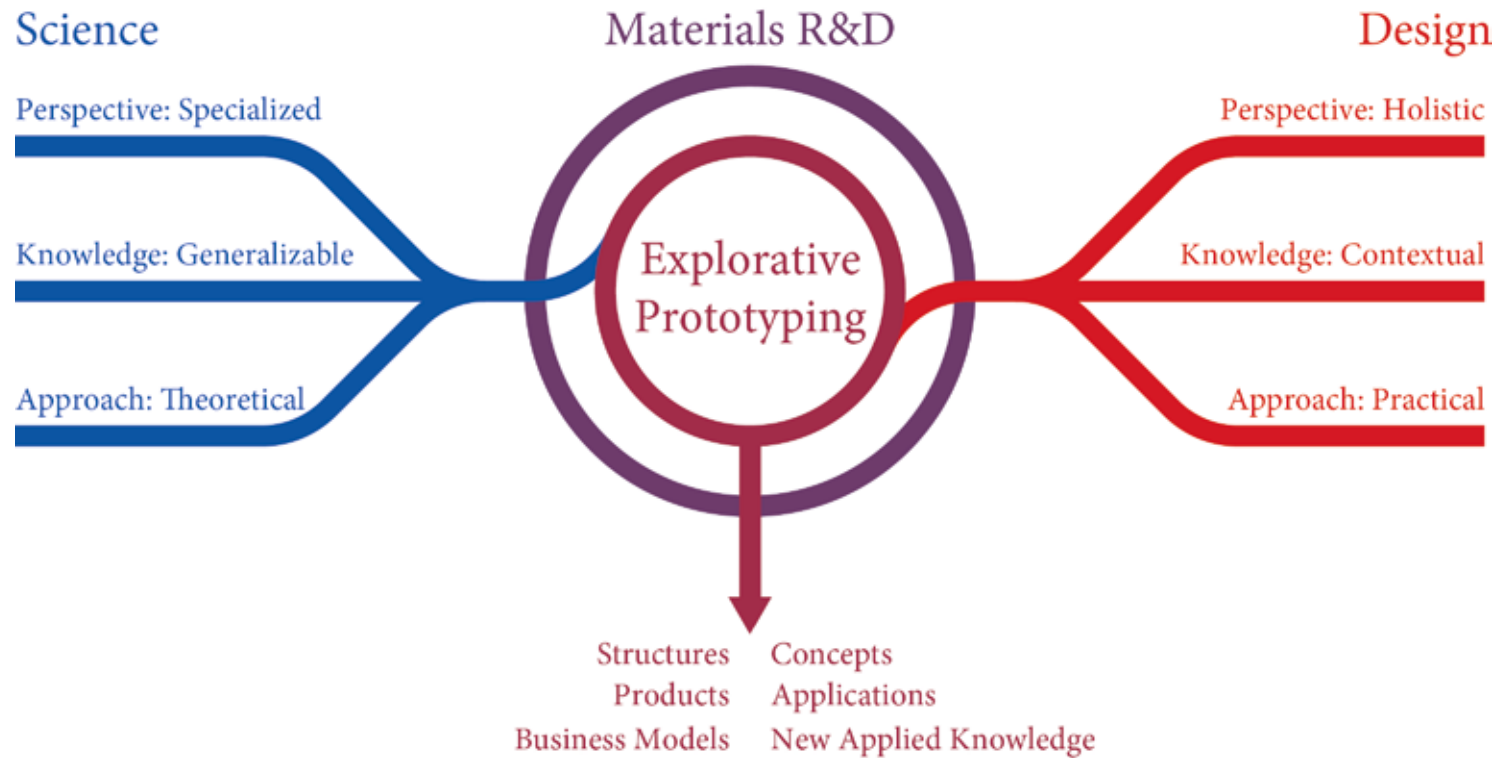 Science
Materials R&D
Design
Perspective: Specialized
Perspective: Holistic
Knowledge: Generalizable
Knowledge: Contextual
Explorative
Prototyping
Approach: Theoretical
Approach: Practical
Structures
Concepts
Products
Applications
Business Models
New Applied Knowledge